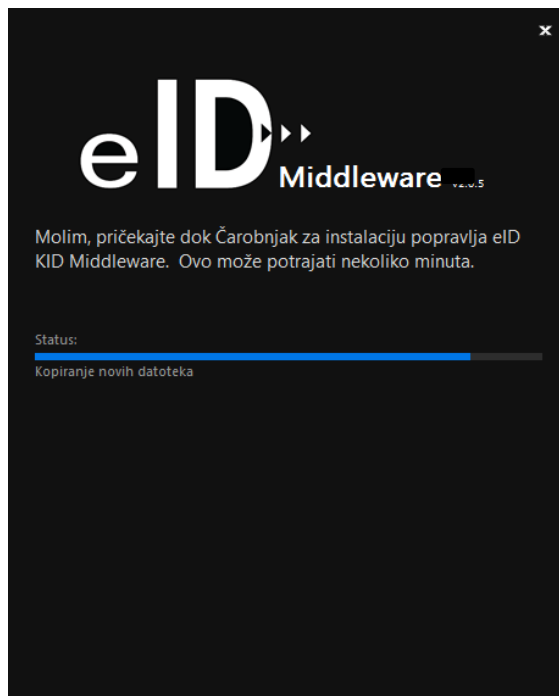 eID
Middleware
Molim, pričekajte dok Čarobnjak za instalaciju popravlja eID
KID Middleware. Ovo može potrajati nekoliko minuta.
Status:
Kopiranje novih datoteka